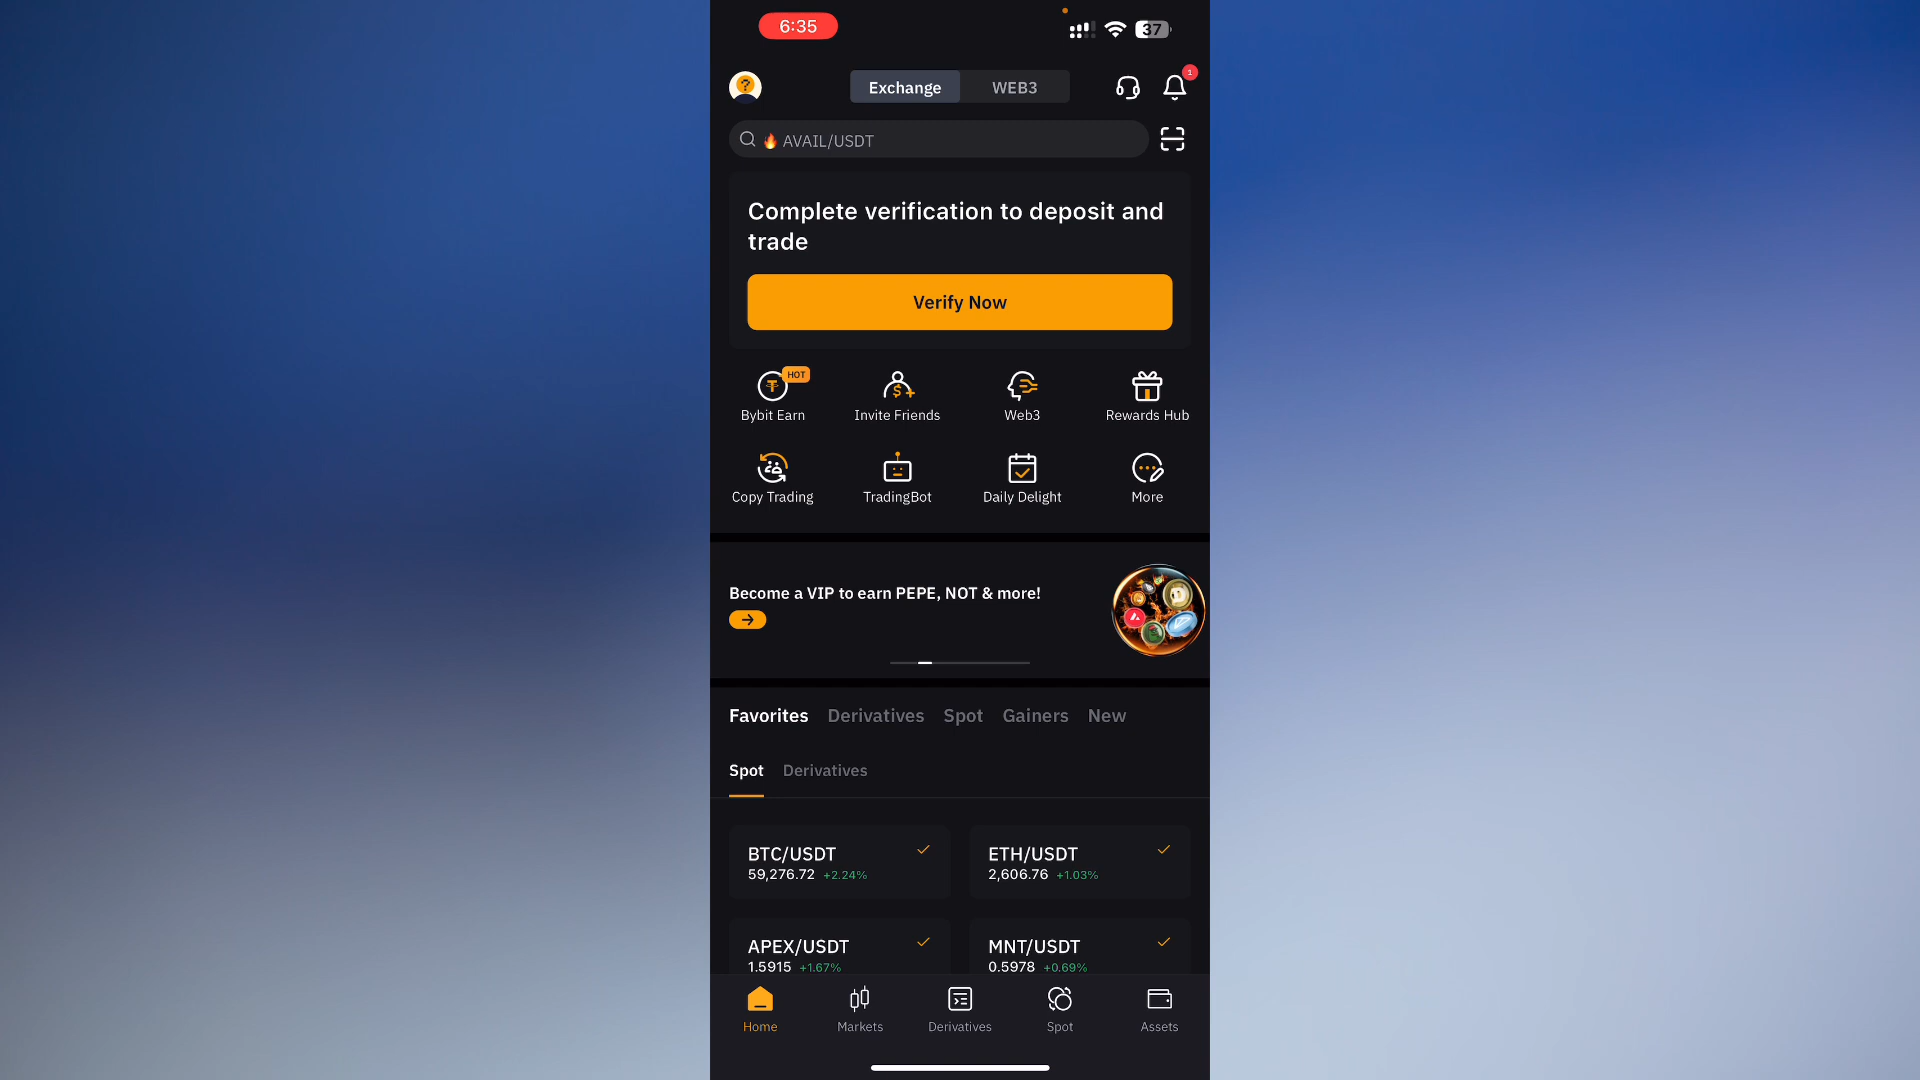 6:35
37
Exchange WEB3
1
AVAIL/USDT
Complete verification to deposit and
trade
Verify Now
HOT
Bybit Earn Invite Friends Web3 Rewards Hub
Copy Trading TradingBot Daily Delight More
Become a VIP to earn PEPE, NOT & more!
Favorites Derivatives Spot Gainers New
Spot Derivatives
BTC/USDT ETH/USDT
59,276.72 +2.24% 2,606.76 +1.03%
APEX/USDT MNT/USDT
1.5915 +1.67% 0.5978 +0.69%
Home Markets Derivatives Spot Assets